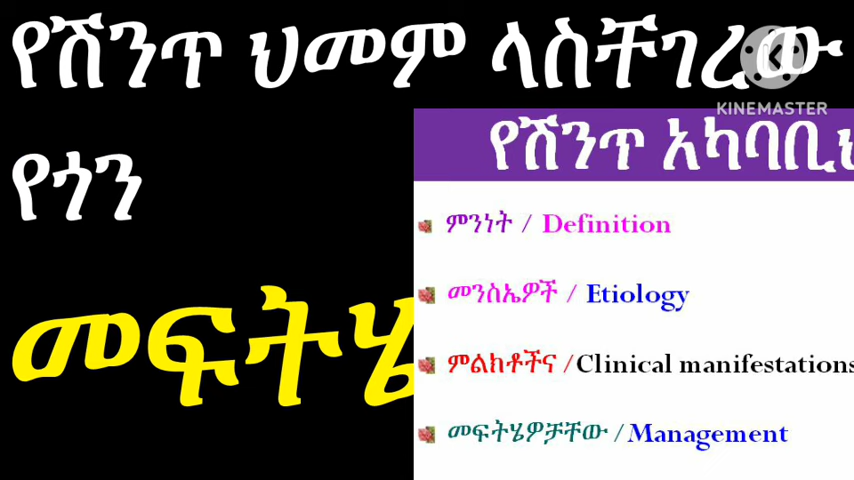 የሽንጥ ህመም ላስቸገረው
KINEMASTER
የጎን
መፍትሄ
የሽንጥ አካባቢ
ምንነት / Definition
መንስኤዎች / Etiology
ምልክቶችና / Clinical manifestations
መፍትሄዎቻቸው / Management